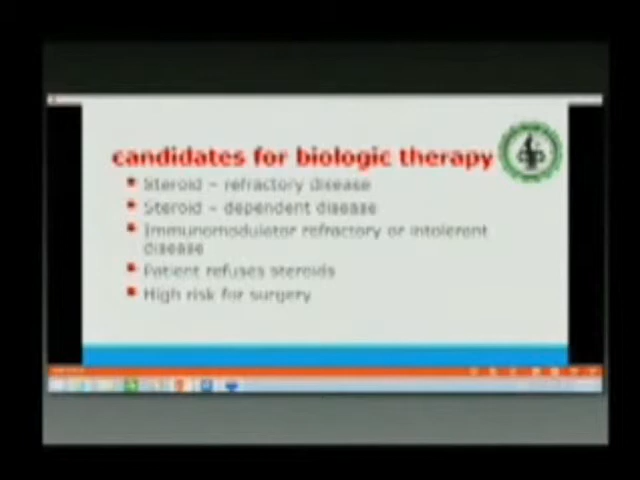 candidates for biologic therapy
Steroid – refractory disease
Steroid – dependent disease
Immunomodulator refractory or intolerent
disease
Patient refuses steroids
High risk for surgery